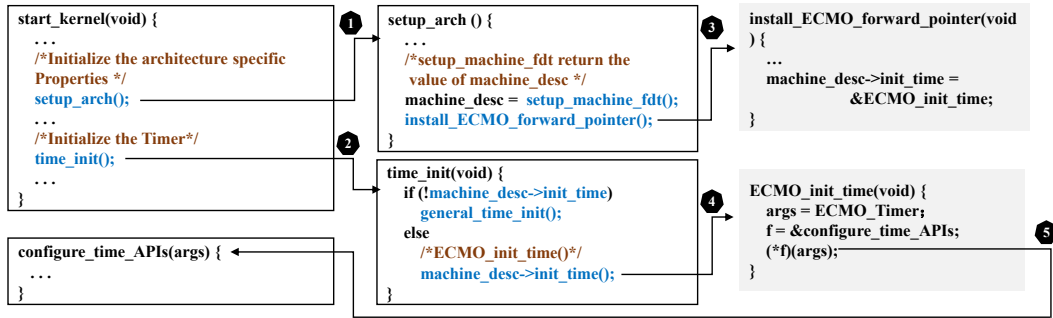 start_kernel(void) {
. . .
/*Initialize the architecture specific
Properties */
setup_arch();
. . .
/*Initialize the Timer*/
time_init();
. . .
}
1
setup_arch () {
. . .
/*setup_machine_fdt return the
value of machine_desc */
machine_desc = setup_machine_fdt();
install_ECMO_forward_pointer();
}
3
install_ECMO_forward_pointer(void
) {
...
machine_desc->init_time =
&ECMO_init_time;
}
2
time_init(void) {
if (!machine_desc->init_time)
general_time_init();
else
/*ECMO_init_time()*/
machine_desc->init_time();
}
4
ECMO_init_time(void) {
args = ECMO_Timer;
f = &configure_time_APIs;
(*f)(args);
}
5
configure_time_APIs(args) {
. . .
}